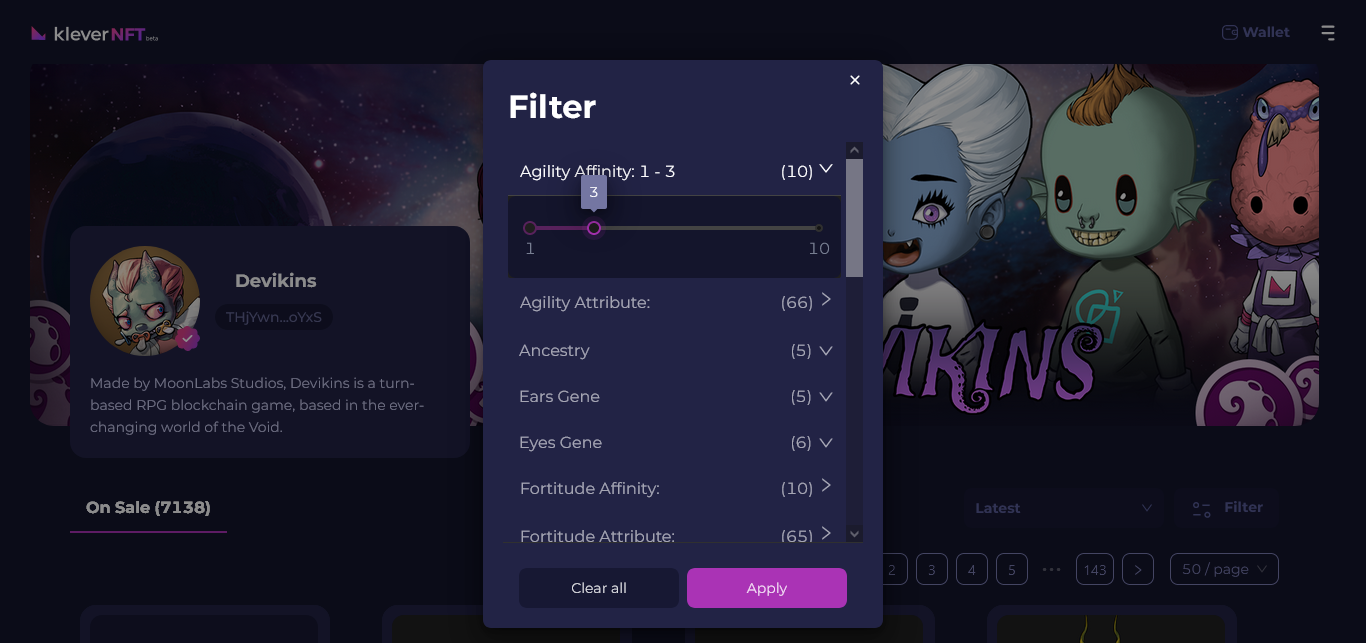 kleverNFT beta
Wallet
Filter
Agility Affinity: 1 - 3 (10)
3
1 10
Agility Attribute: (66)
Ancestry (5)
Ears Gene (5)
Eyes Gene (6)
Fortitude Affinity: (10)
Fortitude Attribute: (65)
Clear all Apply
Devikins
THjYwn...oYxS
Made by MoonLabs Studios, Devikins is a turn-
based RPG blockchain game, based in the ever-
changing world of the Void.
On Sale (7138)
Latest Filter
2 3 4 5 ••• 143 50 / page